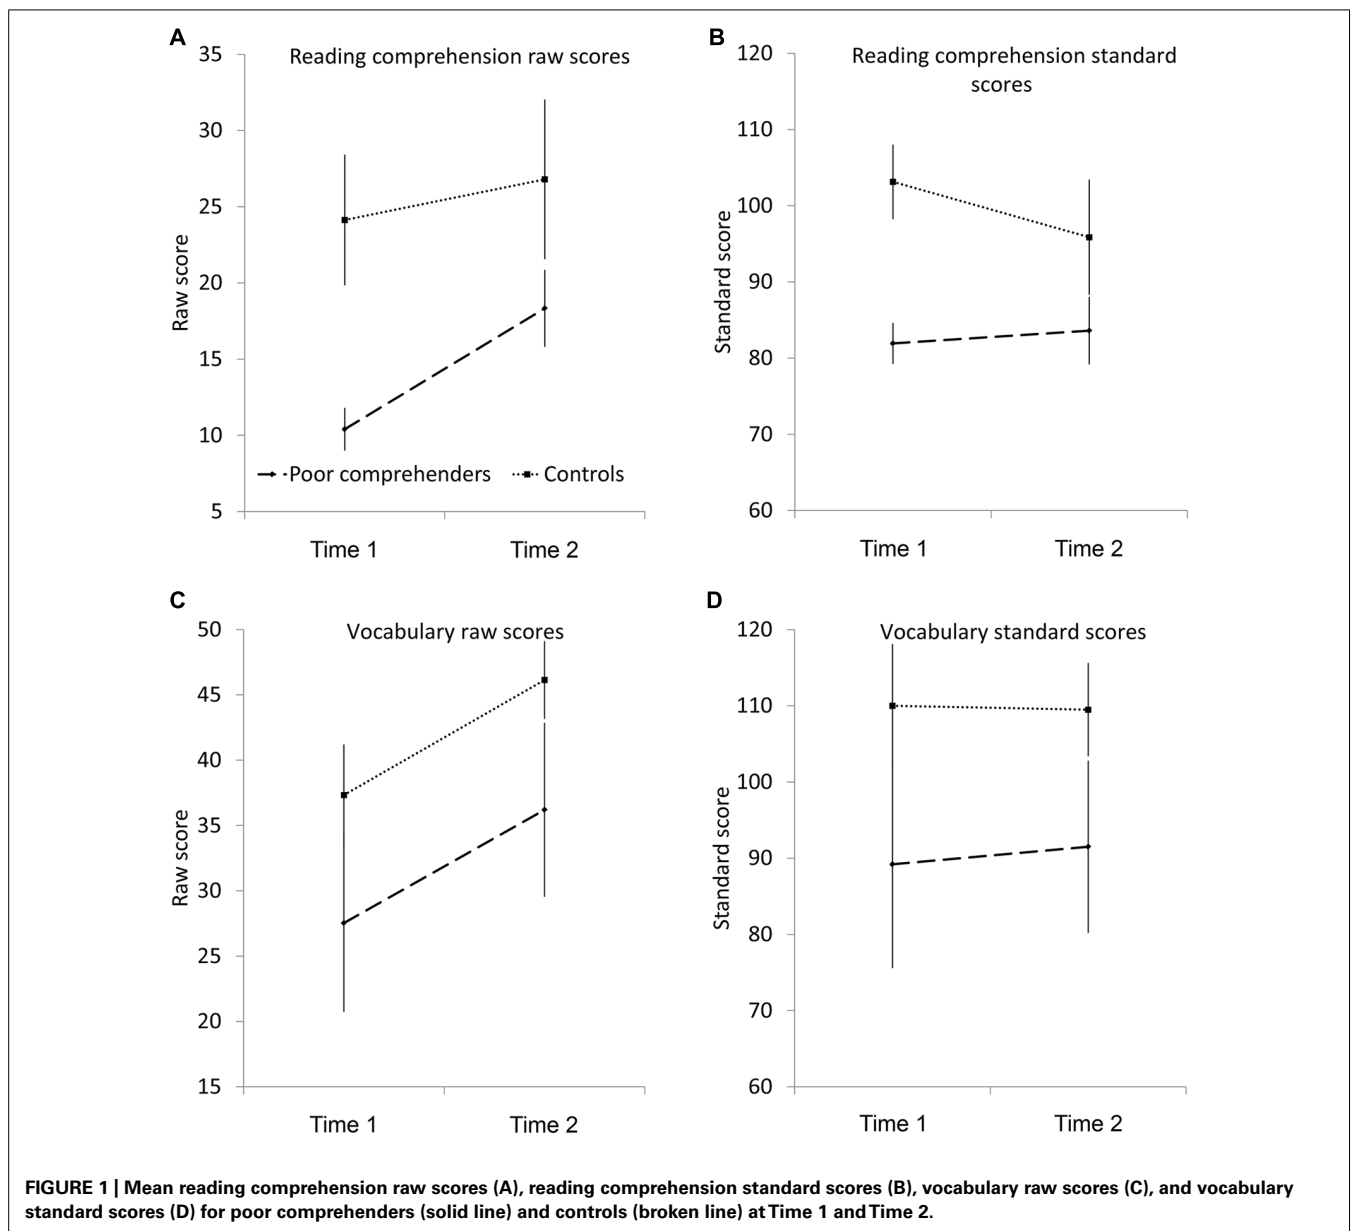 A
Reading comprehension raw scores
35
30
25
20
15
10
5
Raw score
Poor comprehenders
Controls
Time 1
Time 2
B
Reading comprehension standard
scores
120
110
100
90
80
70
60
Standard score
Time 1
Time 2
C
Vocabulary raw scores
50
45
40
35
30
25
20
15
Raw score
Time 1
Time 2
D
Vocabulary standard scores
120
110
100
90
80
70
60
Standard score
Time 1
Time 2
FIGURE 1 | Mean reading comprehension raw scores (A), reading comprehension standard scores (B), vocabulary raw scores (C), and vocabulary
standard scores (D) for poor comprehenders (solid line) and controls (broken line) at Time 1 and Time 2.